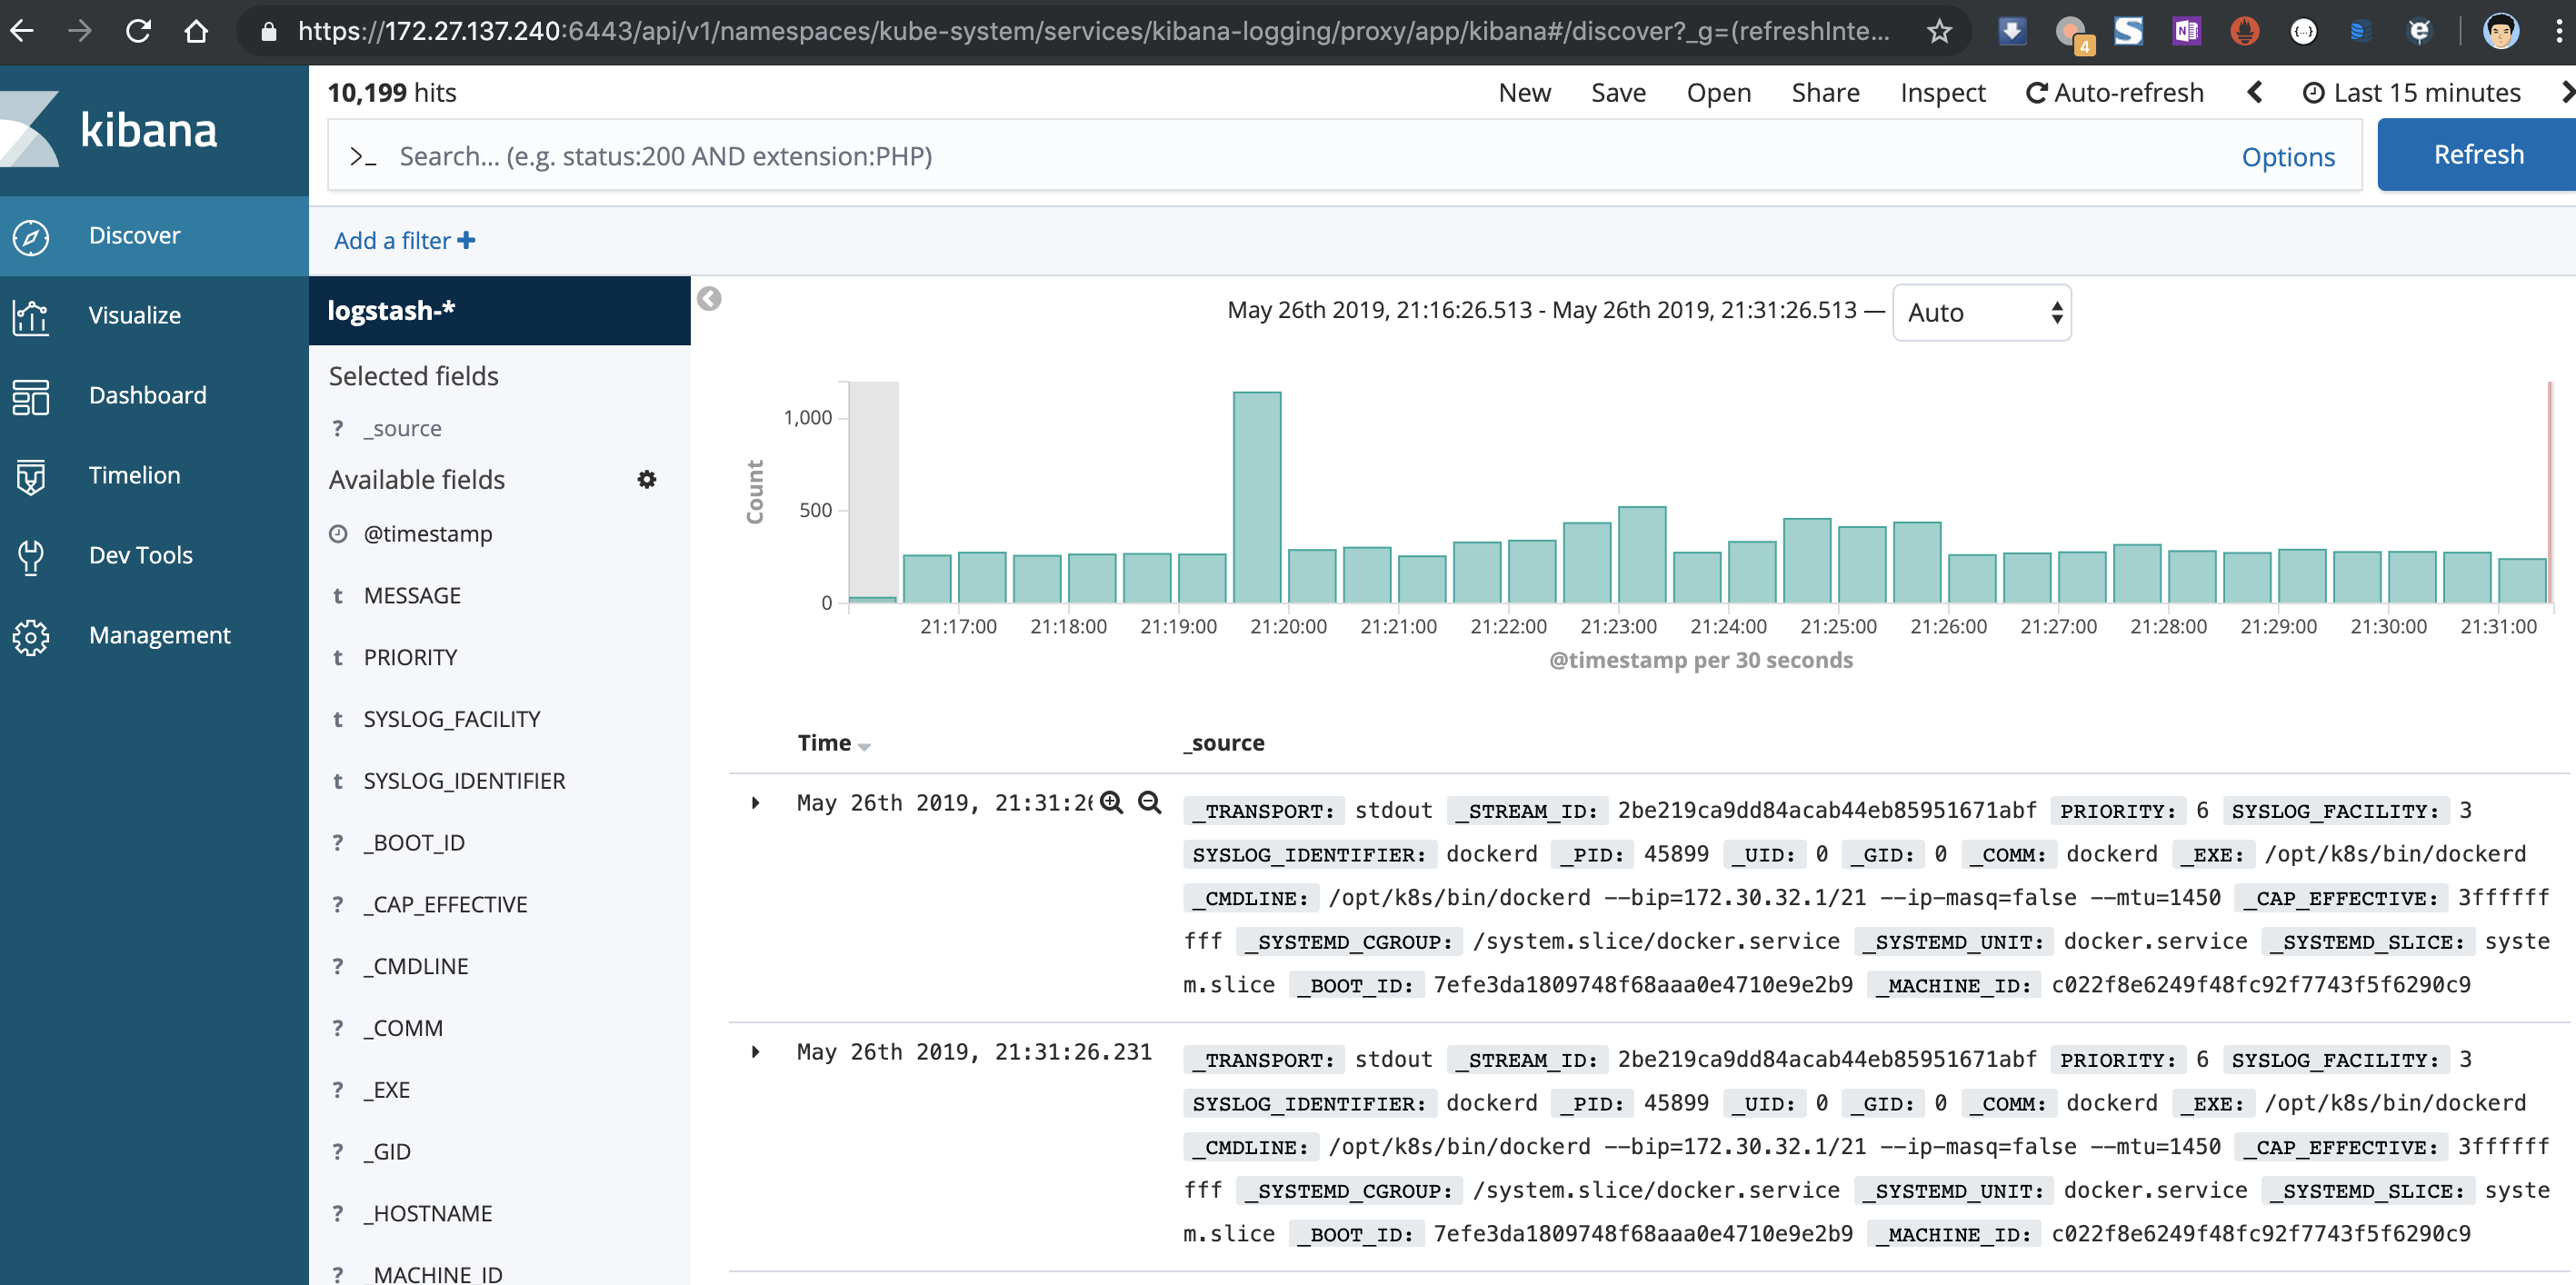 https://172.27.137.240:6443/api/v1/namespaces/kube-system/services/kibana-logging/proxy/app/kibana#/discover?_g=(refreshInte...
4
kibana
Discover
Visualize
Dashboard
Timelion
Dev Tools
Management
10,199 hits
New Save Open Share Inspect Auto-refresh Last 15 minutes
>_ Search... (e.g. status:200 AND extension:PHP) Options Refresh
Add a filter +
logstash-*
Selected fields
? _source
Available fields
@timestamp
t MESSAGE
t PRIORITY
t SYSLOG_FACILITY
t SYSLOG_IDENTIFIER
? _BOOT_ID
? _CAP_EFFECTIVE
? _CMDLINE
? _COMM
? _EXE
? _GID
? _HOSTNAME
? _MACHINE_ID
May 26th 2019, 21:16:26.513 - May 26th 2019, 21:31:26.513 — Auto
Count
1,000
500
0
21:17:00 21:18:00 21:19:00 21:20:00 21:21:00 21:22:00 21:23:00 21:24:00 21:25:00 21:26:00 21:27:00 21:28:00 21:29:00 21:30:00 21:31:00
@timestamp per 30 seconds
Time _source
May 26th 2019, 21:31:26 _TRANSPORT: stdout _STREAM_ID: 2be219ca9dd84acab44eb85951671abf PRIORITY: 6 SYSLOG_FACILITY: 3
SYSLOG_IDENTIFIER: dockerd _PID: 45899 _UID: 0 _GID: 0 _COMM: dockerd _EXE: /opt/k8s/bin/dockerd
_CMDLINE: /opt/k8s/bin/dockerd --bip=172.30.32.1/21 --ip-masq=false --mtu=1450 _CAP_EFFECTIVE: 3ffffff
fff _SYSTEMD_CGROUP: /system.slice/docker.service _SYSTEMD_UNIT: docker.service _SYSTEMD_SLICE: syste
m.slice _BOOT_ID: 7efe3da1809748f68aaa0e4710e9e2b9 _MACHINE_ID: c022f8e6249f48fc92f7743f5f6290c9
May 26th 2019, 21:31:26.231 _TRANSPORT: stdout _STREAM_ID: 2be219ca9dd84acab44eb85951671abf PRIORITY: 6 SYSLOG_FACILITY: 3
SYSLOG_IDENTIFIER: dockerd _PID: 45899 _UID: 0 _GID: 0 _COMM: dockerd _EXE: /opt/k8s/bin/dockerd
_CMDLINE: /opt/k8s/bin/dockerd --bip=172.30.32.1/21 --ip-masq=false --mtu=1450 _CAP_EFFECTIVE: 3ffffff
fff _SYSTEMD_CGROUP: /system.slice/docker.service _SYSTEMD_UNIT: docker.service _SYSTEMD_SLICE: syste
m.slice _BOOT_ID: 7efe3da1809748f68aaa0e4710e9e2b9 _MACHINE_ID: c022f8e6249f48fc92f7743f5f6290c9